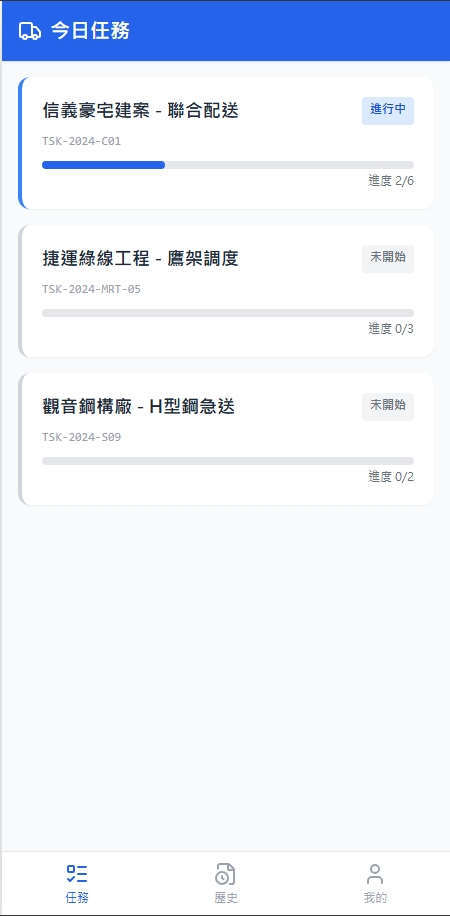 今日任務
信義豪宅建案 - 聯合配送
進行中
TSK-2024-C01
進度 2/6
捷運綠線工程 - 鷹架調度
未開始
TSK-2024-MRT-05
進度 0/3
觀音鋼構廠 - H型鋼急送
未開始
TSK-2024-S09
進度 0/2
任務
歷史
我的